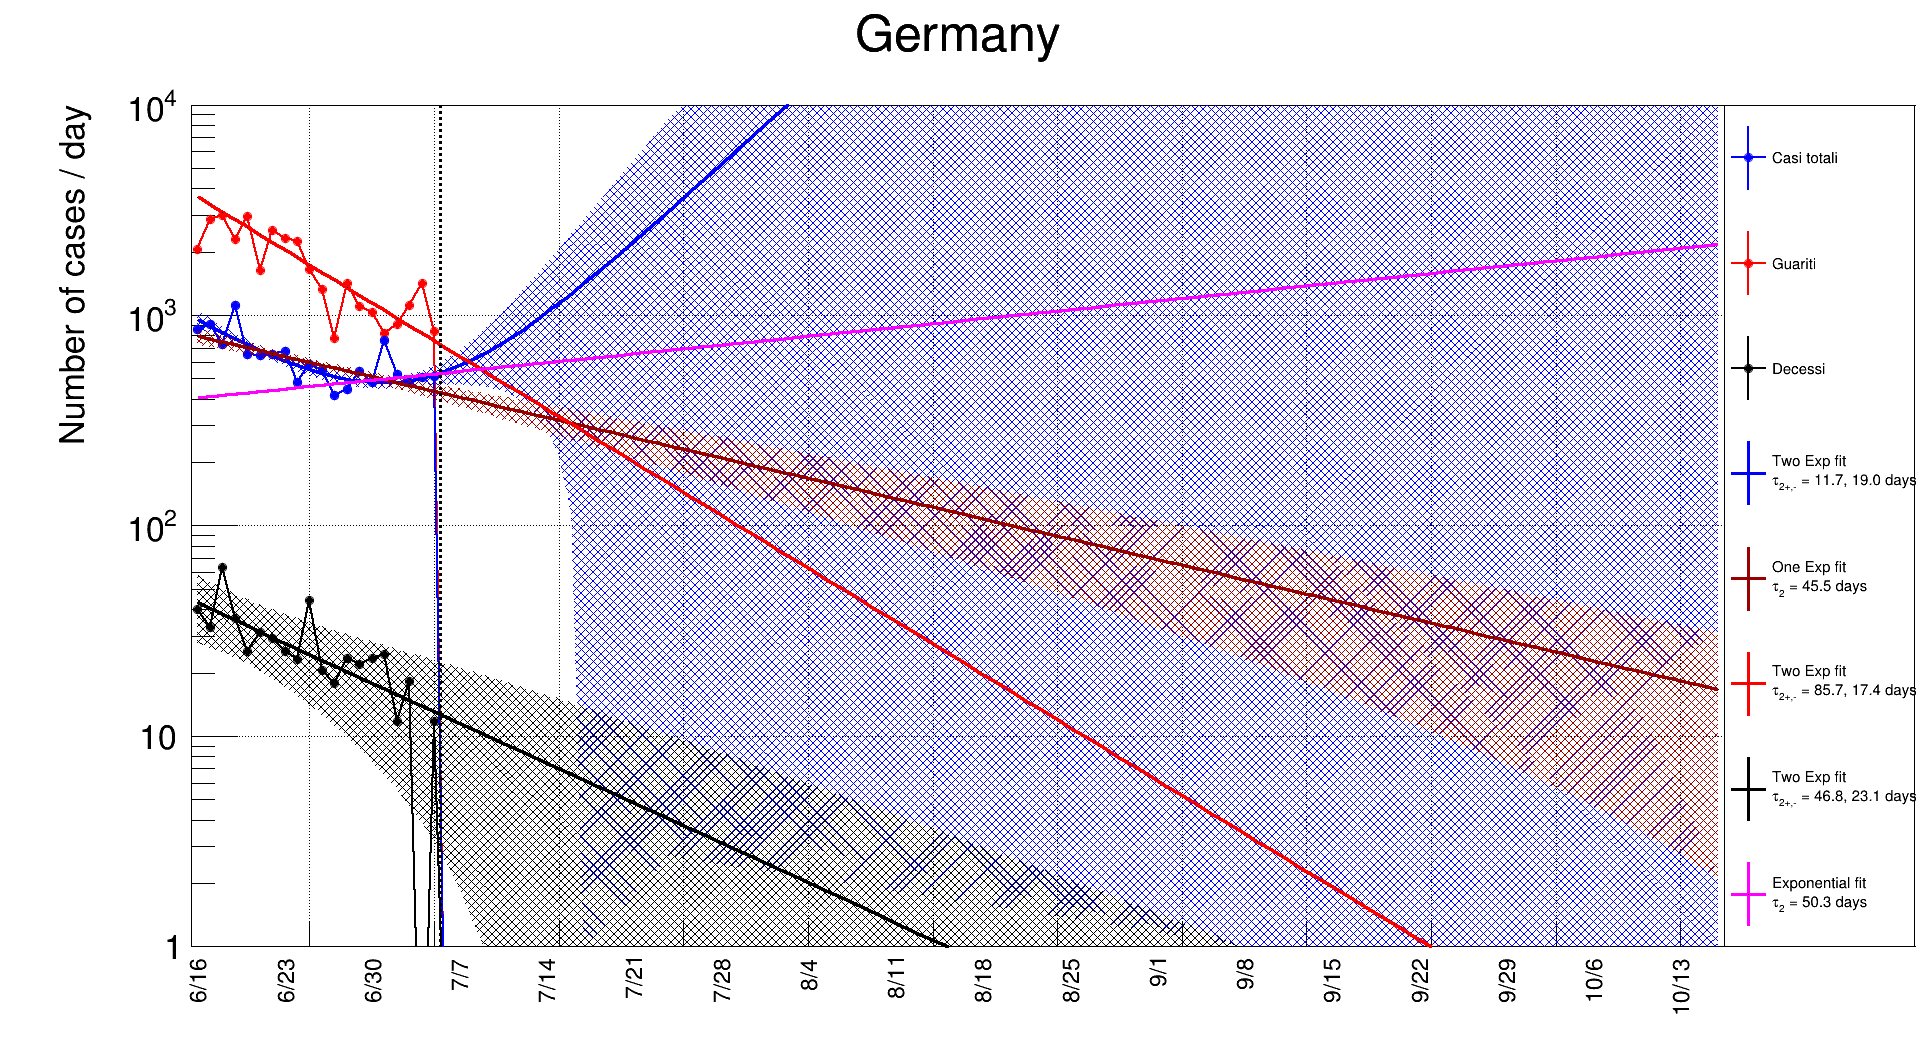 Germany
Number of cases / day
10^4
10^3
10^2
10
1
6/16
6/23
6/30
7/7
7/14
7/21
7/28
8/4
8/11
8/18
8/25
9/1
9/8
9/15
9/22
9/29
10/6
10/13
Casi totali
Guariti
Decessi
Two Exp fit
τ2+,- = 11.7, 19.0 days
One Exp fit
τ2 = 45.5 days
Two Exp fit
τ2+,- = 85.7, 17.4 days
Two Exp fit
τ2+,- = 46.8, 23.1 days
Exponential fit
τ2 = 50.3 days